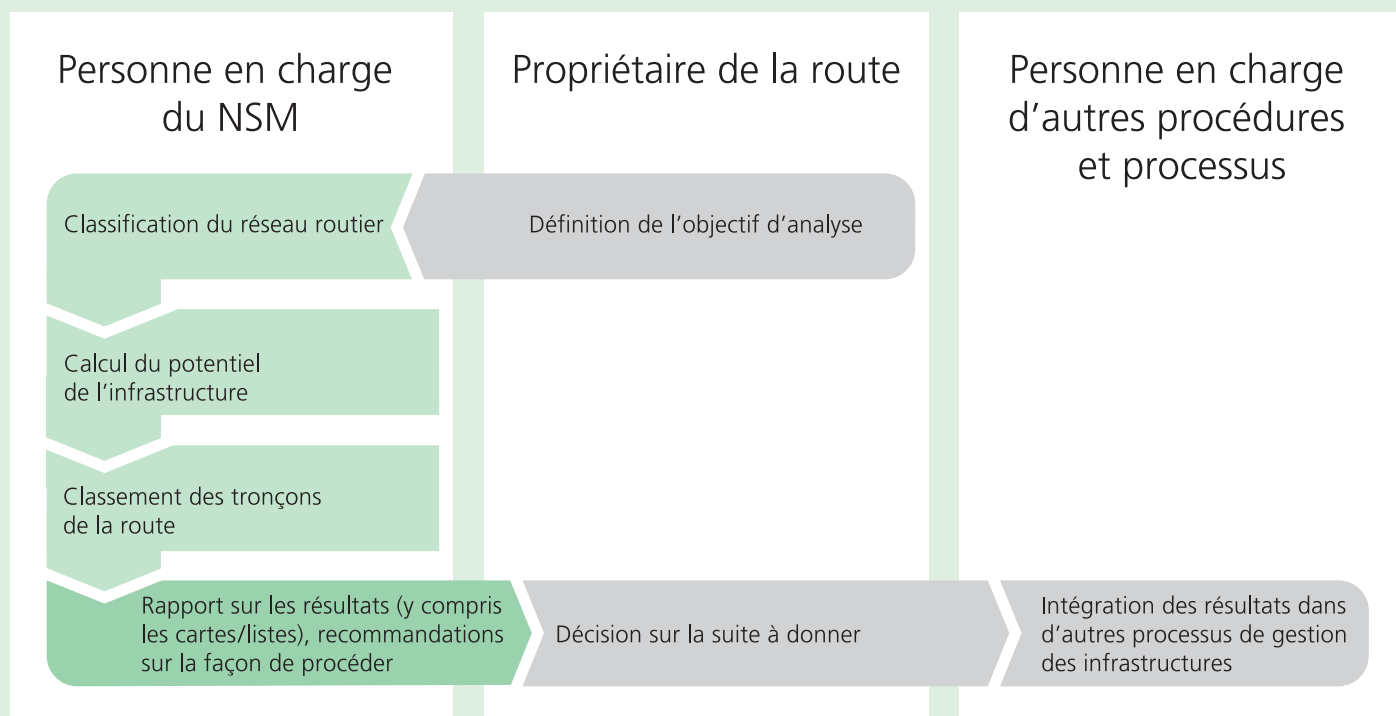 Personne en charge
du NSM
Propriétaire de la route
Personne en charge
d’autres procédures
et processus
Classification du réseau routier
Définition de l’objectif d’analyse
Calcul du potentiel
de l’infrastructure
Classement des tronçons
de la route
Rapport sur les résultats (y compris
les cartes/listes), recommandations
sur la façon de procéder
Décision sur la suite à donner
Intégration des résultats dans
d’autres processus de gestion
des infrastructures